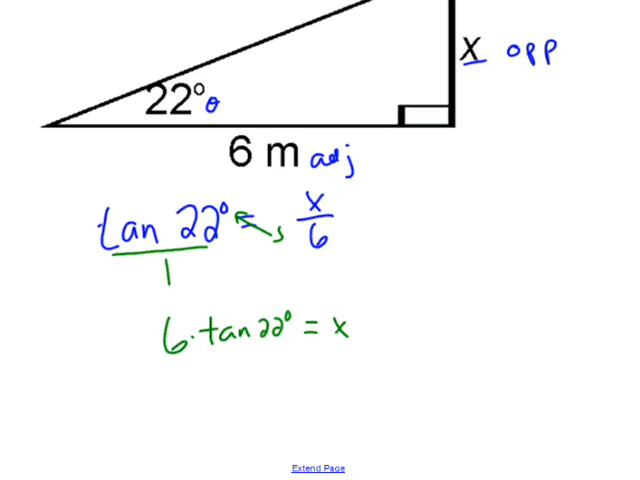 x opp
22° θ
6 m adj
tan 22° = x/6
1
6·tan 22° = x
Extend Page